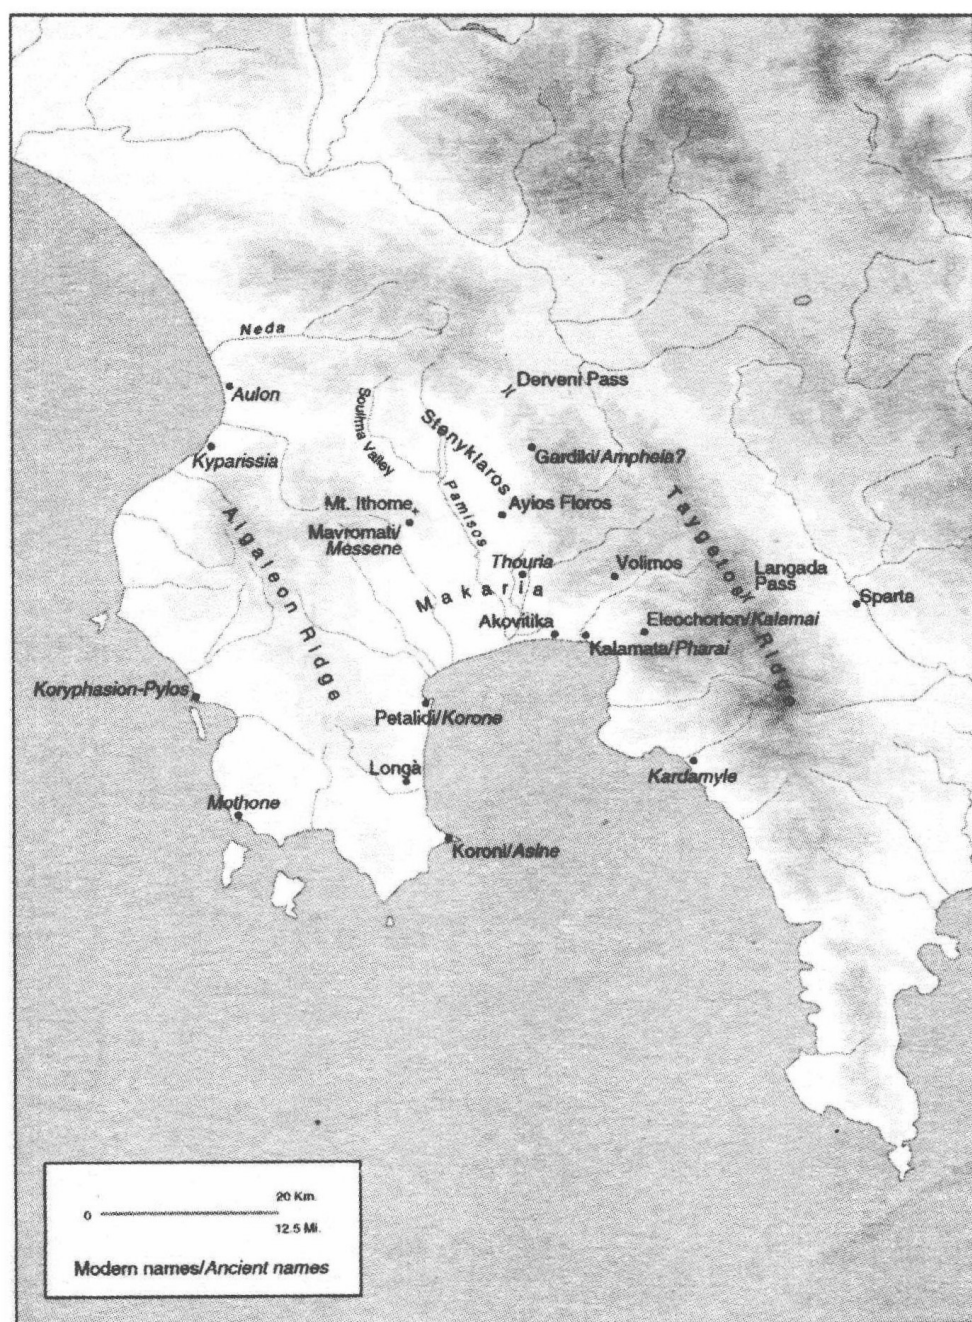 Neda
Derveni Pass
Aulon
Soulima Valley
Stenyklaros
Kyparissia
Gardiki/Ampheia?
Pamisos
Mt. Ithome
Ayios Floros
Mavromati/
Messene
Aigaleon Ridge
Taygetos Ridge
Thouria
Volimos
Langada
Pass
Makaria
Sparta
Akovitika
Eleochorion/Kalamai
Kalamata/Pharai
Koryphasion-Pylos
Petalidi/Korone
Longà
Kardamyle
Mothone
Koroni/Asine
20 Km.
0
12.5 Mi.
Modern names/Ancient names